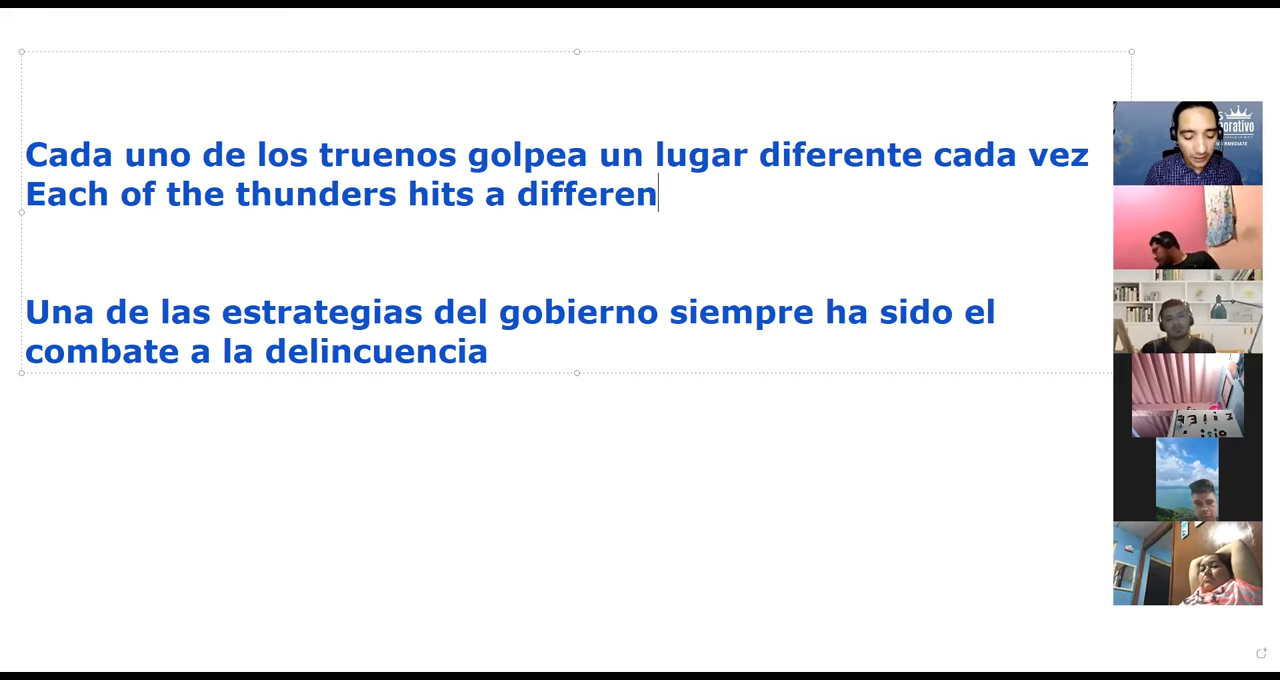 Cada uno de los truenos golpea un lugar diferente cada vez
Each of the thunders hits a differen
Una de las estrategias del gobierno siempre ha sido el
combate a la delincuencia